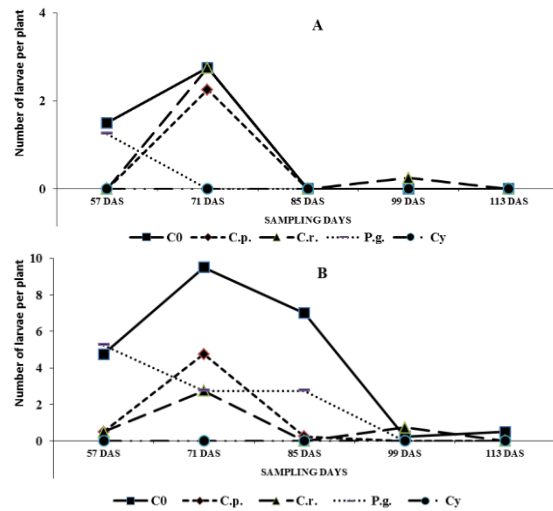 A
Number of larvae per plant
4
2
0
57 DAS 71 DAS 85 DAS 99 DAS 113 DAS
SAMPLING DAYS
C0 C.p. C.r. P.g. Cy
B
Number of larvae per plant
10
8
6
4
2
0
57 DAS 71 DAS 85 DAS 99 DAS 113 DAS
SAMPLING DAYS
C0 C.p. C.r. P.g. Cy